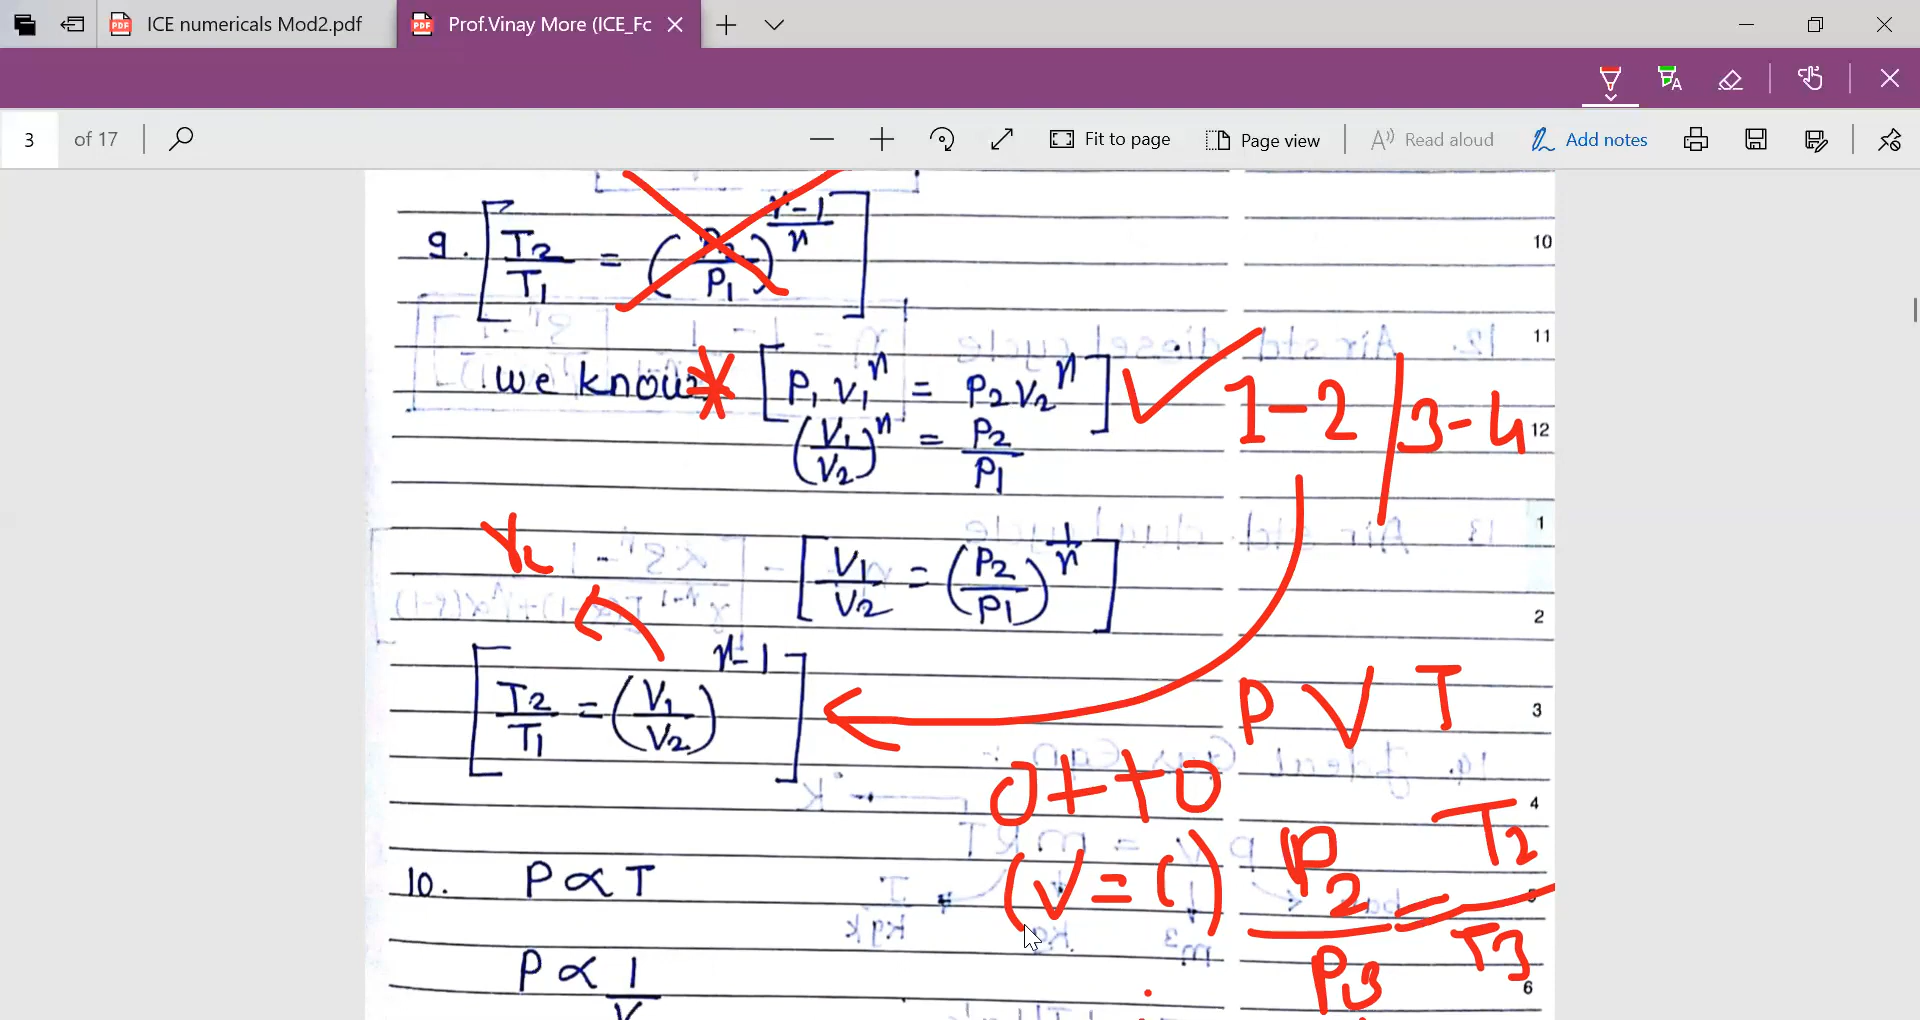 ICE numericals Mod2.pdf
Prof.Vinay More (ICE_Fc
3 of 17
Fit to page
Page view
Read aloud
Add notes
9. [T2/T1 = (P2/P1)^(n-1)/n]
10
11
we know [P1V1^n = P2V2^n]
1-2 / 3-4
12
(V1/V2)^n = P2/P1
1
[V1/V2 = (P2/P1)^1/n]
2
[T2/T1 = (V1/V2)^n-1]
P V T
3
Otto
4
(V = C)
P2/P3 = T2/T3
10. P ∝ T
5
P ∝ 1/V
6